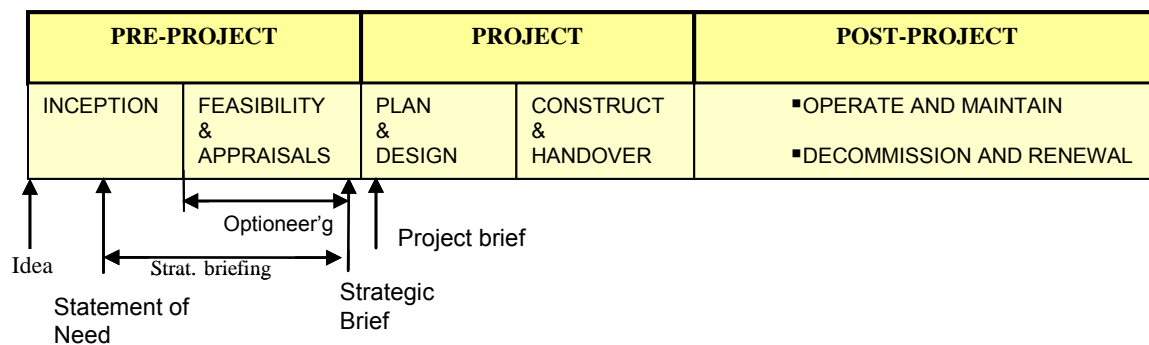 PRE-PROJECT
PROJECT
POST-PROJECT
INCEPTION
FEASIBILITY
&
APPRAISALS
PLAN
&
DESIGN
CONSTRUCT
&
HANDOVER
▪OPERATE AND MAINTAIN
▪DECOMMISSION AND RENEWAL
Optioneer’g
Project brief
Idea
Strat. briefing
Statement of
Need
Strategic
Brief